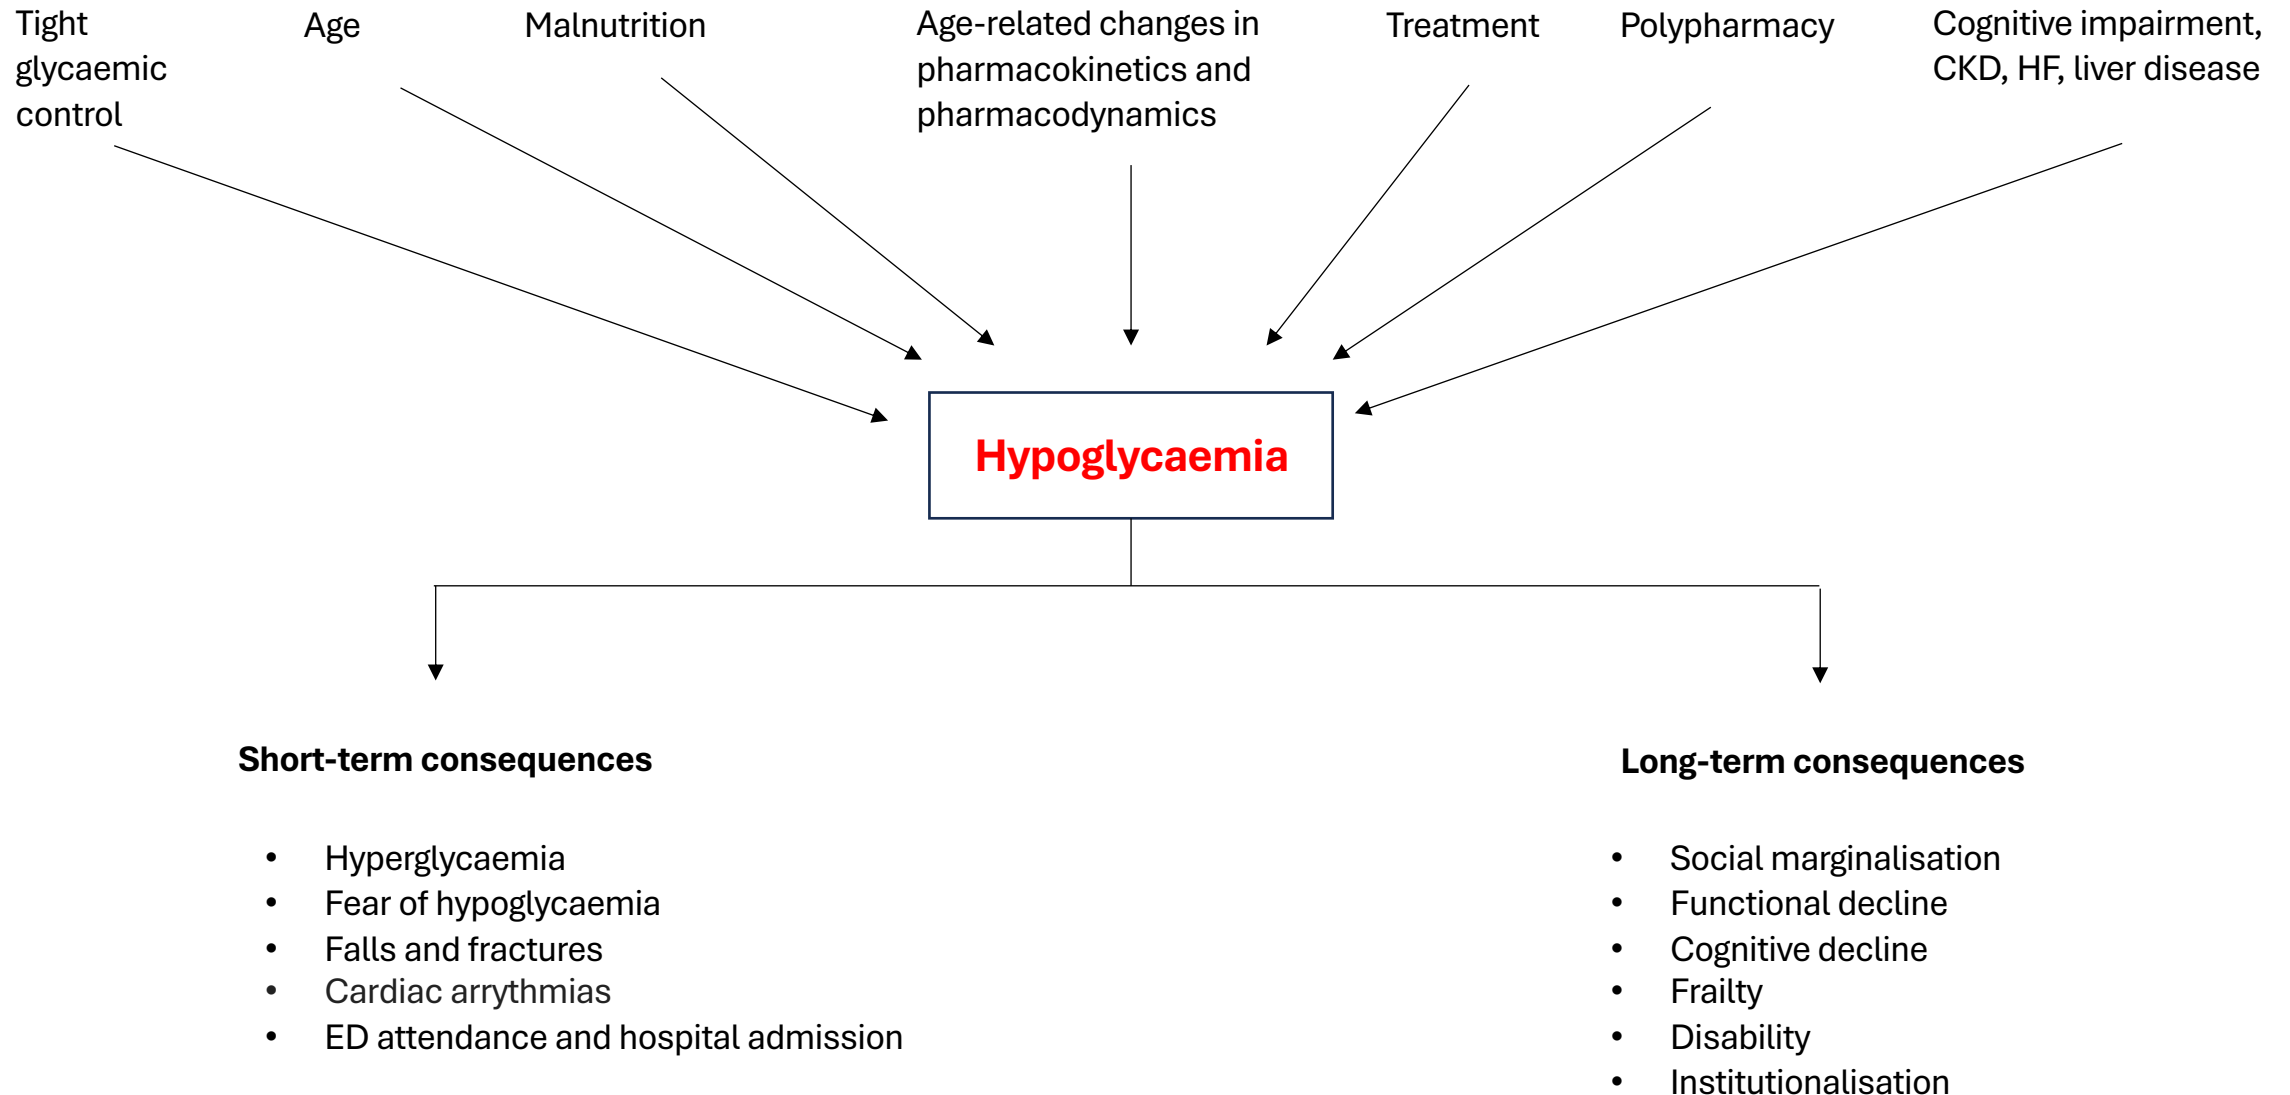 Tight
glycaemic
control
Age
Malnutrition
Age-related changes in
pharmacokinetics and
pharmacodynamics
Treatment
Polypharmacy
Cognitive impairment,
CKD, HF, liver disease
Hypoglycaemia
Short-term consequences
• Hyperglycaemia
• Fear of hypoglycaemia
• Falls and fractures
• Cardiac arrythmias
• ED attendance and hospital admission
Long-term consequences
• Social marginalisation
• Functional decline
• Cognitive decline
• Frailty
• Disability
• Institutionalisation